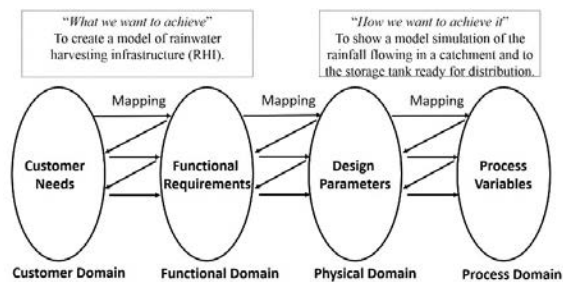 “What we want to achieve”
To create a model of rainwater
harvesting infrastructure (RHI).
“How we want to achieve it”
To show a model simulation of the
rainfall flowing in a catchment and to
the storage tank ready for distribution.
Mapping
Mapping
Mapping
Customer
Needs
Functional
Requirements
Design
Parameters
Process
Variables
Customer Domain
Functional Domain
Physical Domain
Process Domain